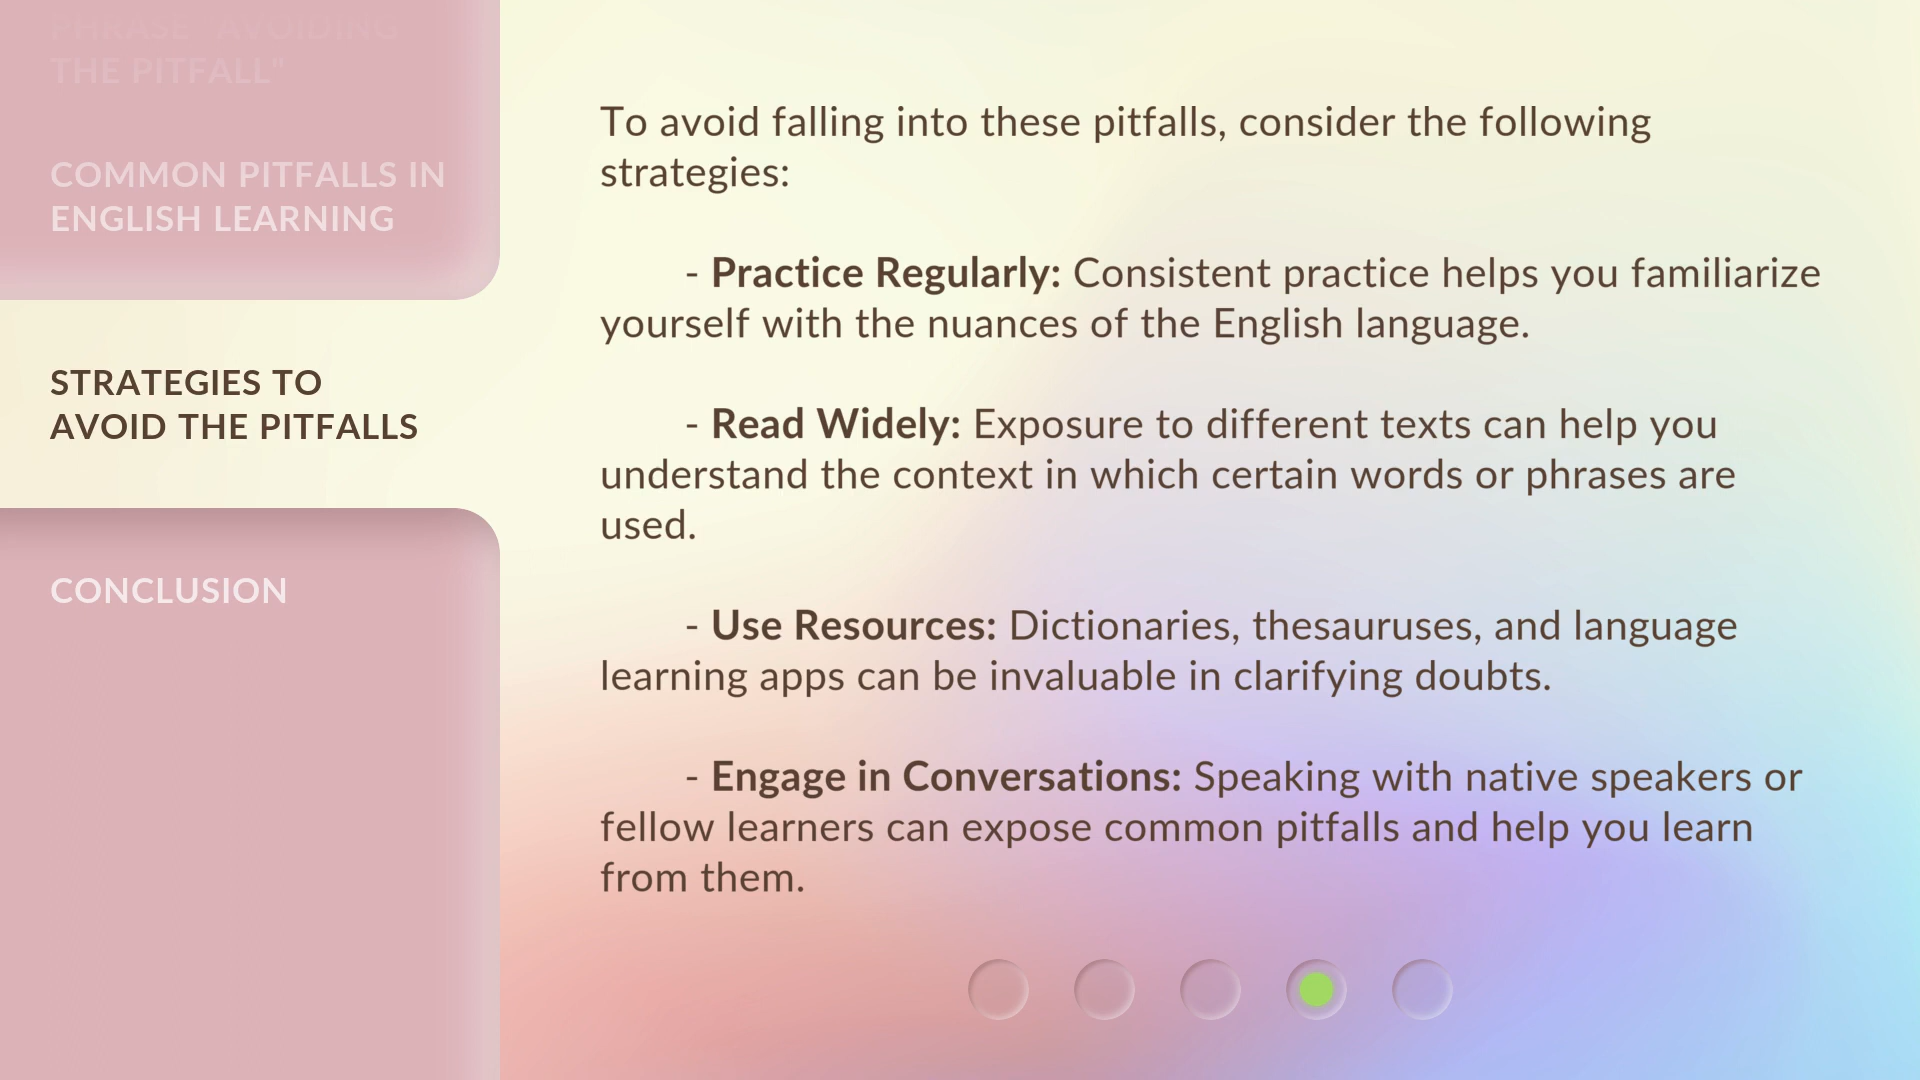 PHRASE "AVOIDING
THE PITFALL"
COMMON PITFALLS IN
ENGLISH LEARNING
STRATEGIES TO
AVOID THE PITFALLS
CONCLUSION
To avoid falling into these pitfalls, consider the following
strategies:
- Practice Regularly: Consistent practice helps you familiarize
yourself with the nuances of the English language.
- Read Widely: Exposure to different texts can help you
understand the context in which certain words or phrases are
used.
- Use Resources: Dictionaries, thesauruses, and language
learning apps can be invaluable in clarifying doubts.
- Engage in Conversations: Speaking with native speakers or
fellow learners can expose common pitfalls and help you learn
from them.